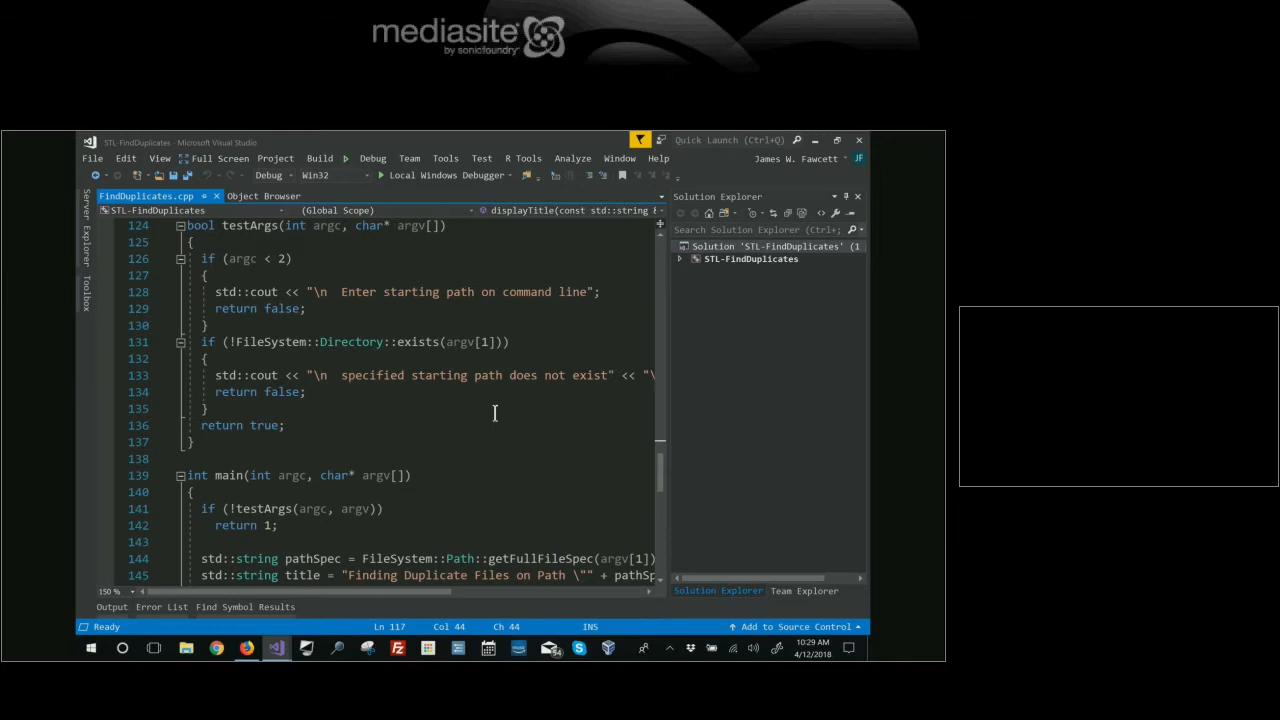 mediasite
by sonicfoundry
STL-FindDuplicates - Microsoft Visual Studio
Quick Launch (Ctrl+Q)
File Edit View Full Screen Project Build Debug Team Tools Test R Tools Analyze Window Help
James W. Fawcett JF
Debug Win32 Local Windows Debugger
Server Explorer
Toolbox
FindDuplicates.cpp Object Browser
STL-FindDuplicates (Global Scope) displayTitle(const std::string &
124 bool testArgs(int argc, char* argv[])
125 {
126 if (argc < 2)
127 {
128 std::cout << "\n  Enter starting path on command line";
129 return false;
130 }
131 if (!FileSystem::Directory::exists(argv[1]))
132 {
133 std::cout << "\n  specified starting path does not exist" << "\
134 return false;
135 }
136 return true;
137 }
138
139 int main(int argc, char* argv[])
140 {
141 if (!testArgs(argc, argv))
142 return 1;
143
144 std::string pathSpec = FileSystem::Path::getFullFileSpec(argv[1])
145 std::string title = "Finding Duplicate Files on Path \"" + pathSp
150 %
Solution Explorer
Search Solution Explorer (Ctrl+;
Solution 'STL-FindDuplicates' (1
STL-FindDuplicates
Solution Explorer Team Explorer
Output Error List Find Symbol Results
Ready Ln 117 Col 44 Ch 44 INS Add to Source Control
10:29 AM
4/12/2018